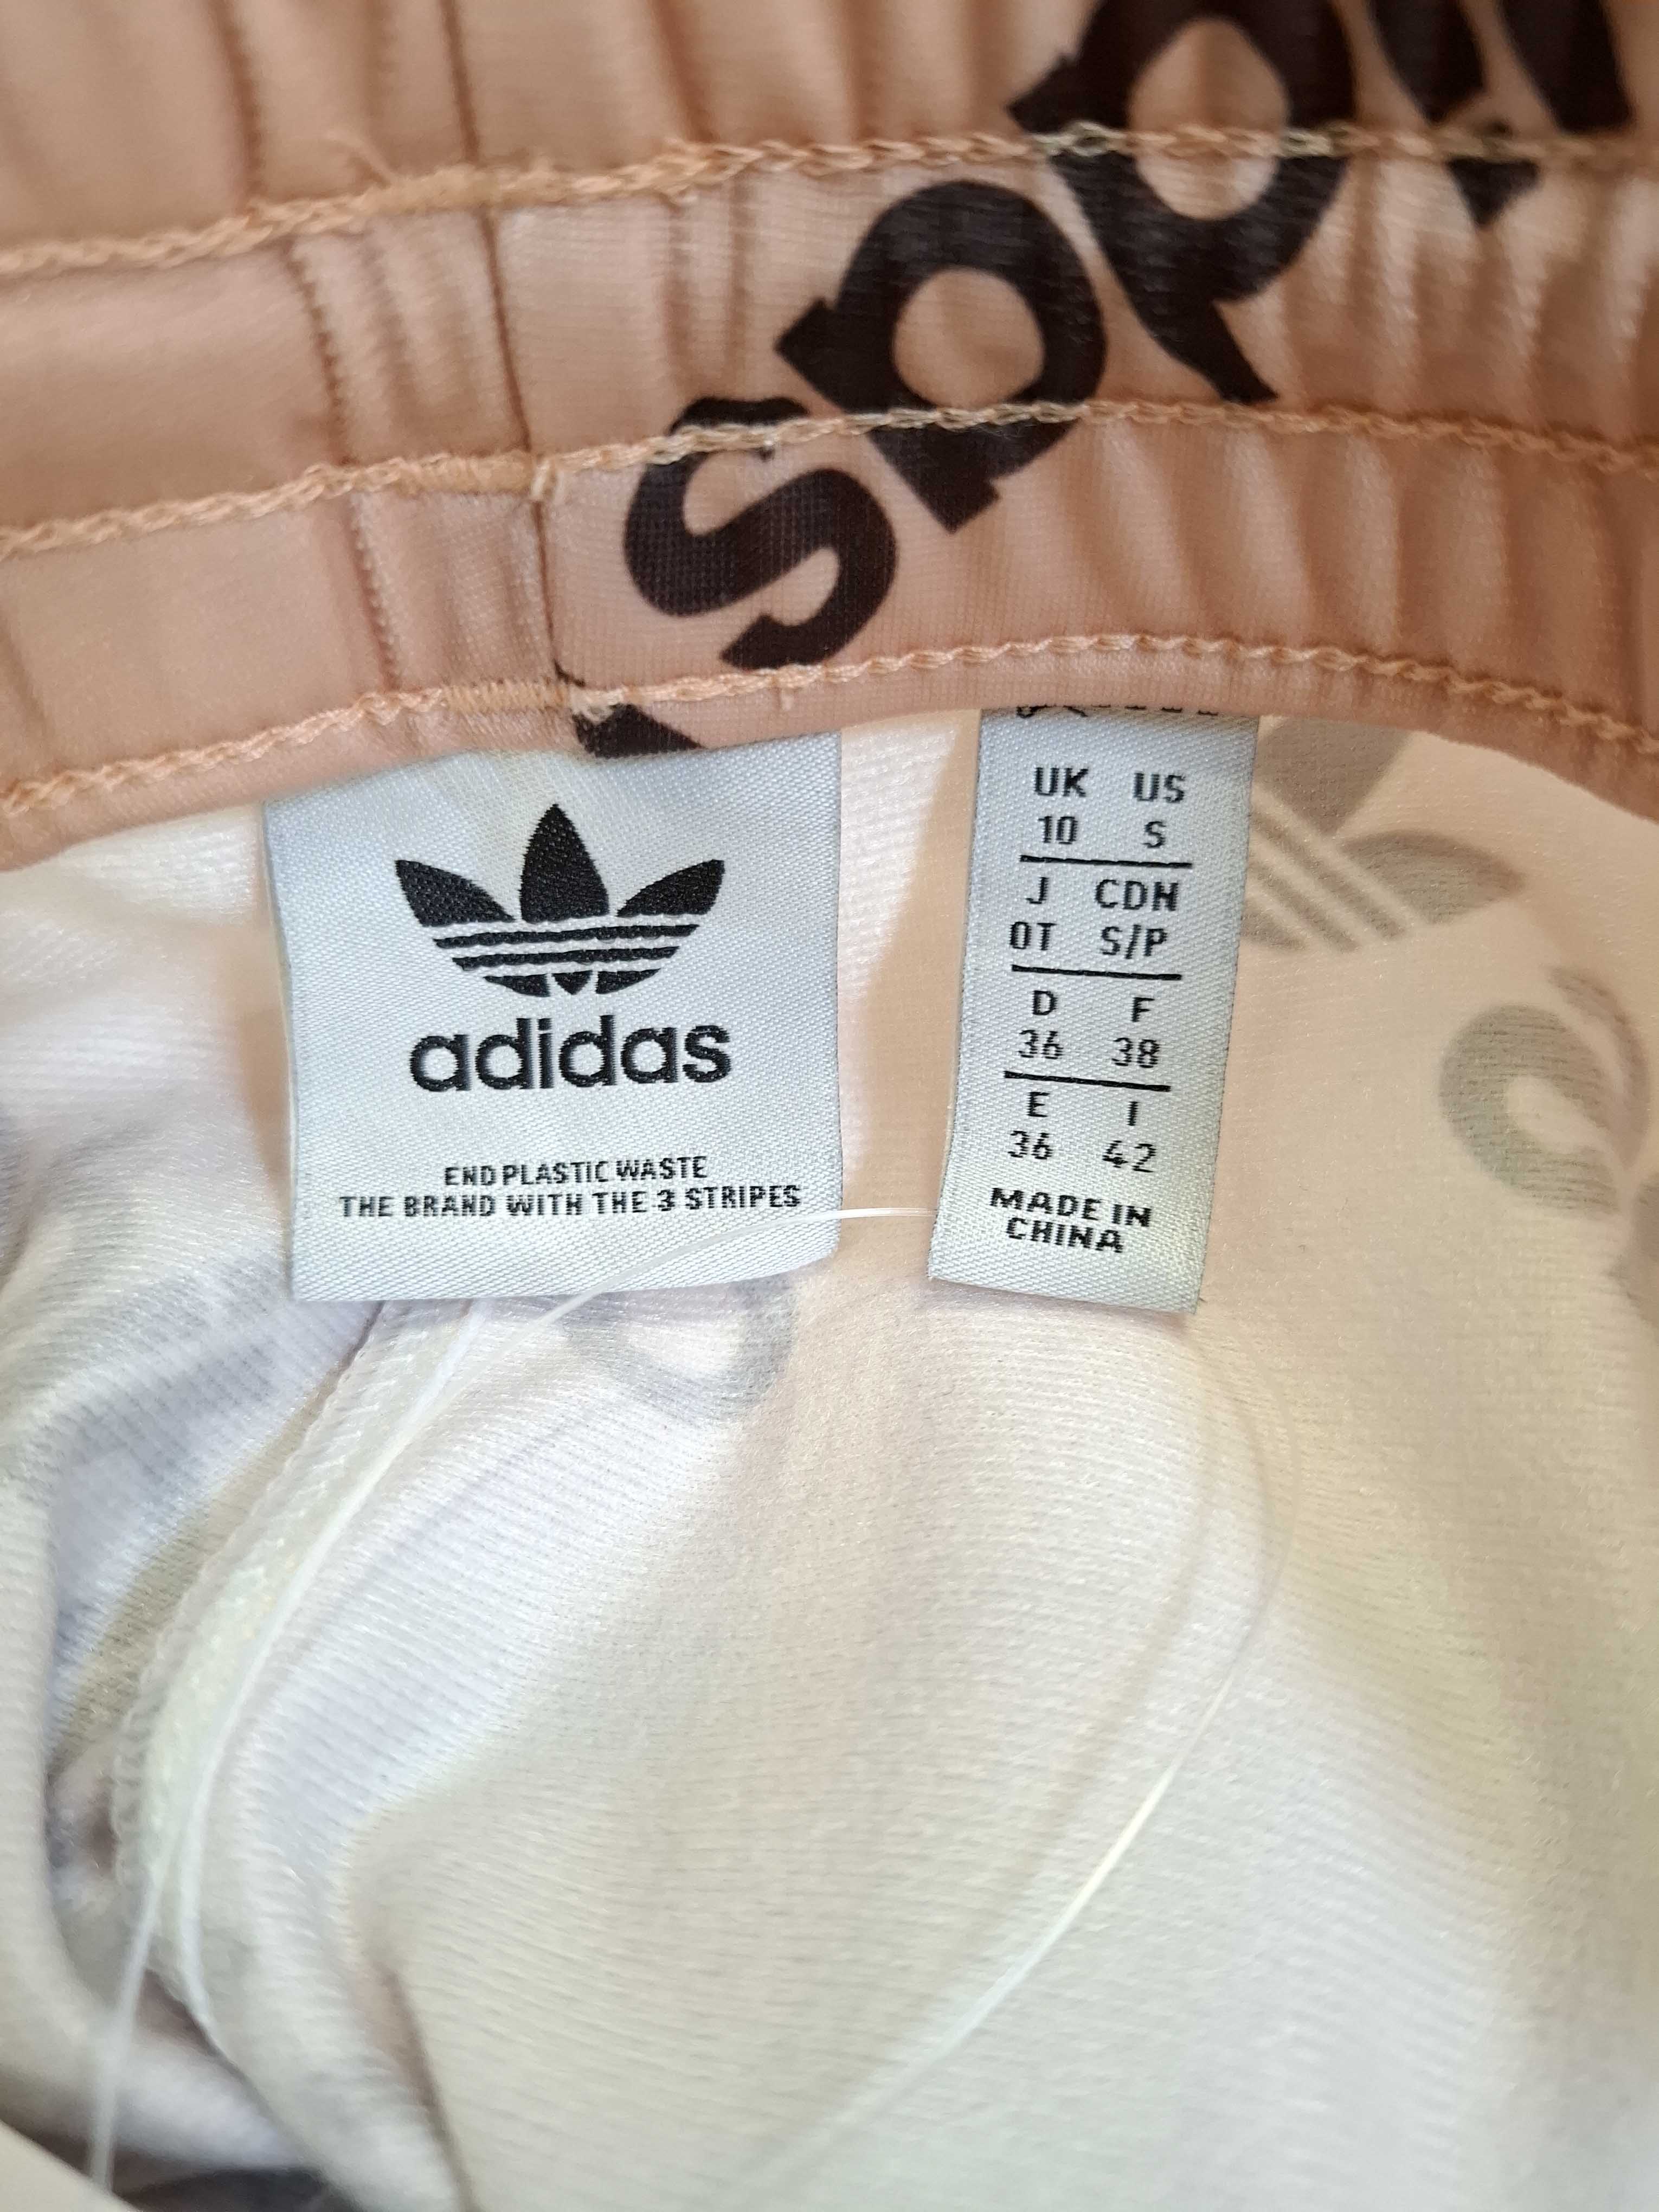 adidas
adidas
END PLASTIC WASTE
THE BRAND WITH THE 3 STRIPES
UK US
10 S
J CDN
OT S/P
D F
36 38
E I
36 42
MADE IN
CHINA